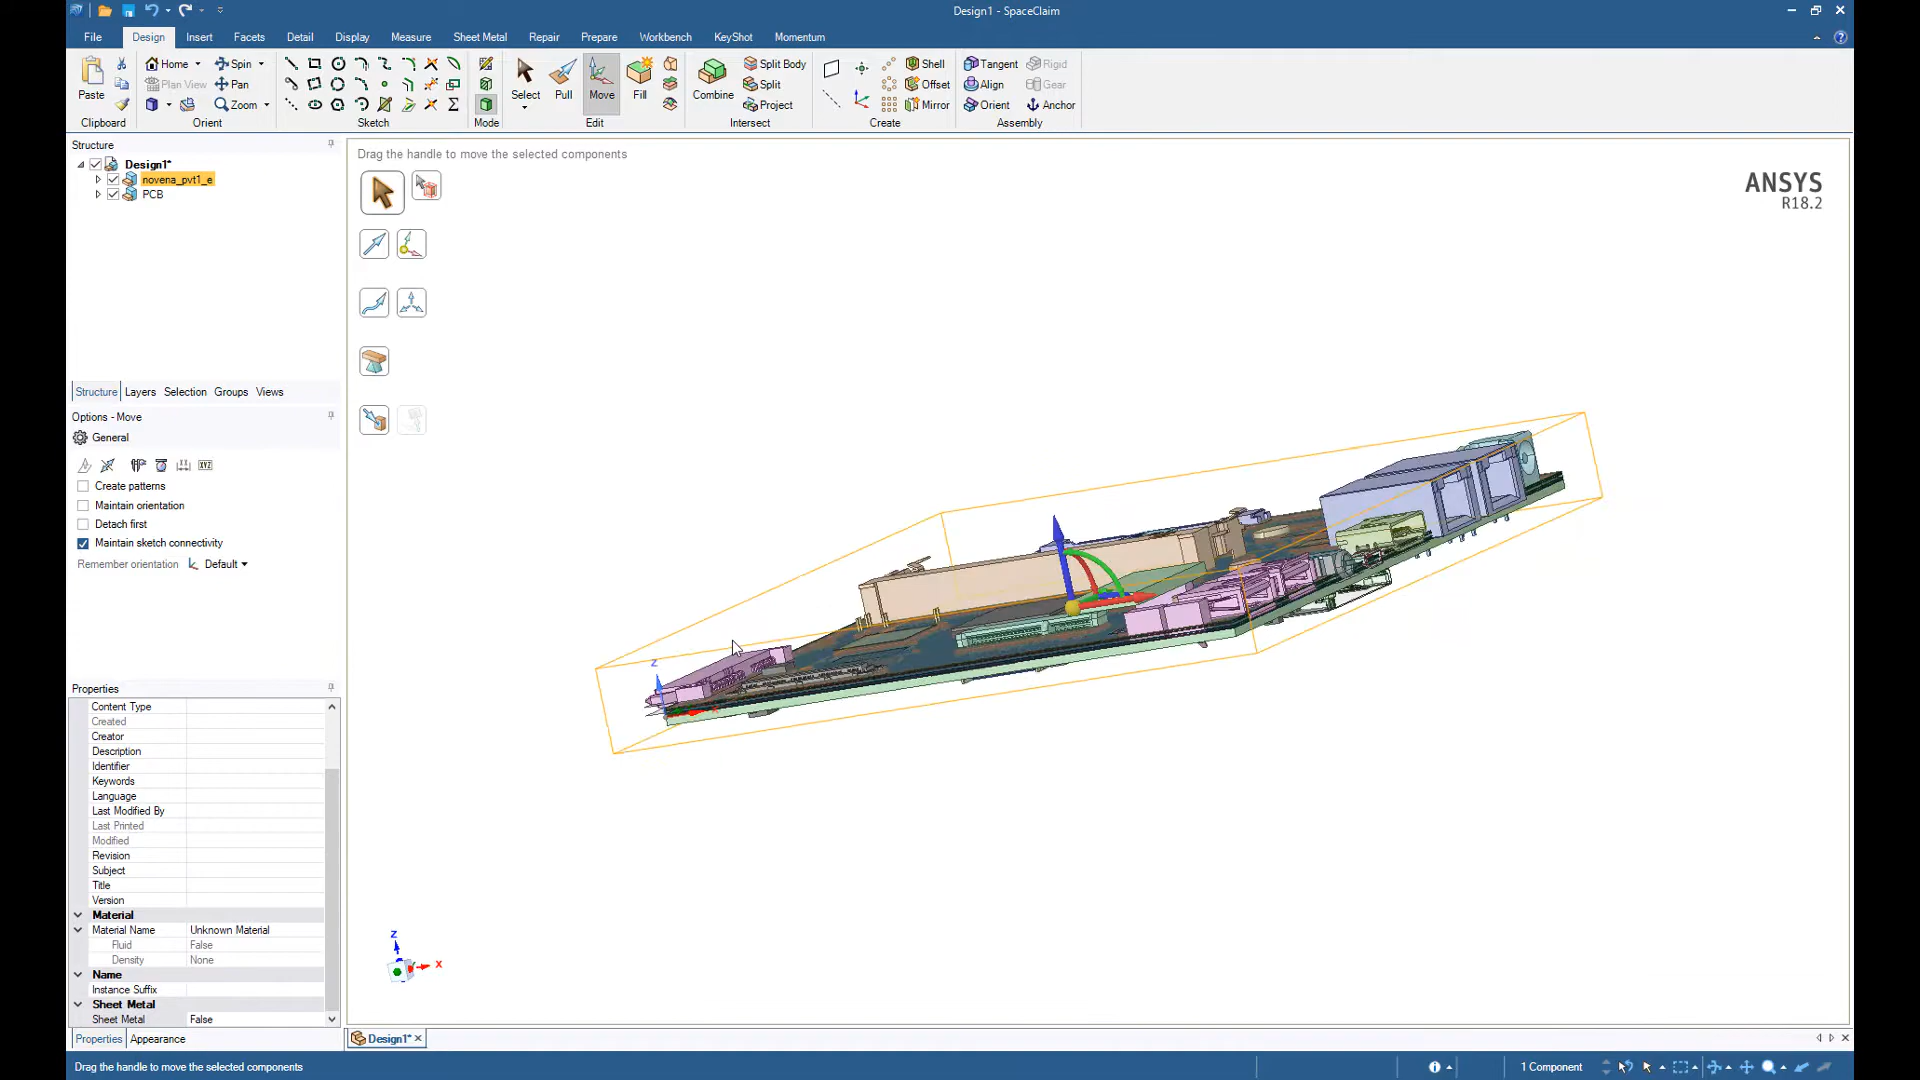 Design1 - SpaceClaim
File Design Insert Facets Detail Display Measure Sheet Metal Repair Prepare Workbench KeyShot Momentum
Paste
Clipboard
Home Spin
Plan View Pan
Zoom
Orient
Sketch
Mode
Select Pull Move Fill
Edit
Combine
Split Body
Split
Project
Intersect
Shell
Offset
Mirror
Create
Tangent Rigid
Align Gear
Orient Anchor
Assembly
Structure
Design1*
novena_pvt1_e
PCB
Structure Layers Selection Groups Views
Options - Move
General
XYZ
Create patterns
Maintain orientation
Detach first
Maintain sketch connectivity
Remember orientation Default
Properties
Content Type
Created
Creator
Description
Identifier
Keywords
Language
Last Modified By
Last Printed
Modified
Revision
Subject
Title
Version
Material
Material Name Unknown Material
Fluid False
Density None
Name
Instance Suffix
Sheet Metal
Sheet Metal False
Properties Appearance
Drag the handle to move the selected components
ANSYS
R18.2
Z
Z
X
Design1*
Drag the handle to move the selected components
1 Component